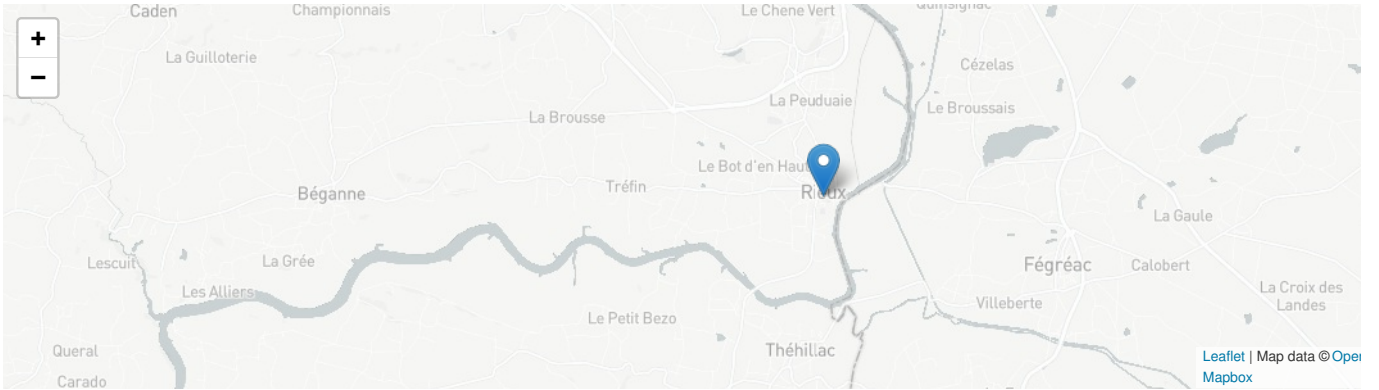 Caden
Championnais
Le Chene Vert
+
La Guilloterie
Cézelas
−
La Peuduaie
Le Broussais
La Brousse
Le Bot d'en Haut
Tréfin
Béganne
Rieux
La Gaule
Lescuit
La Grée
Fégréac
Calobert
Les Alliers
Villeberte
La Croix des
Landes
Le Petit Bezo
Théhillac
Queral
Leaflet | Map data © Oper
Carado
Mapbox